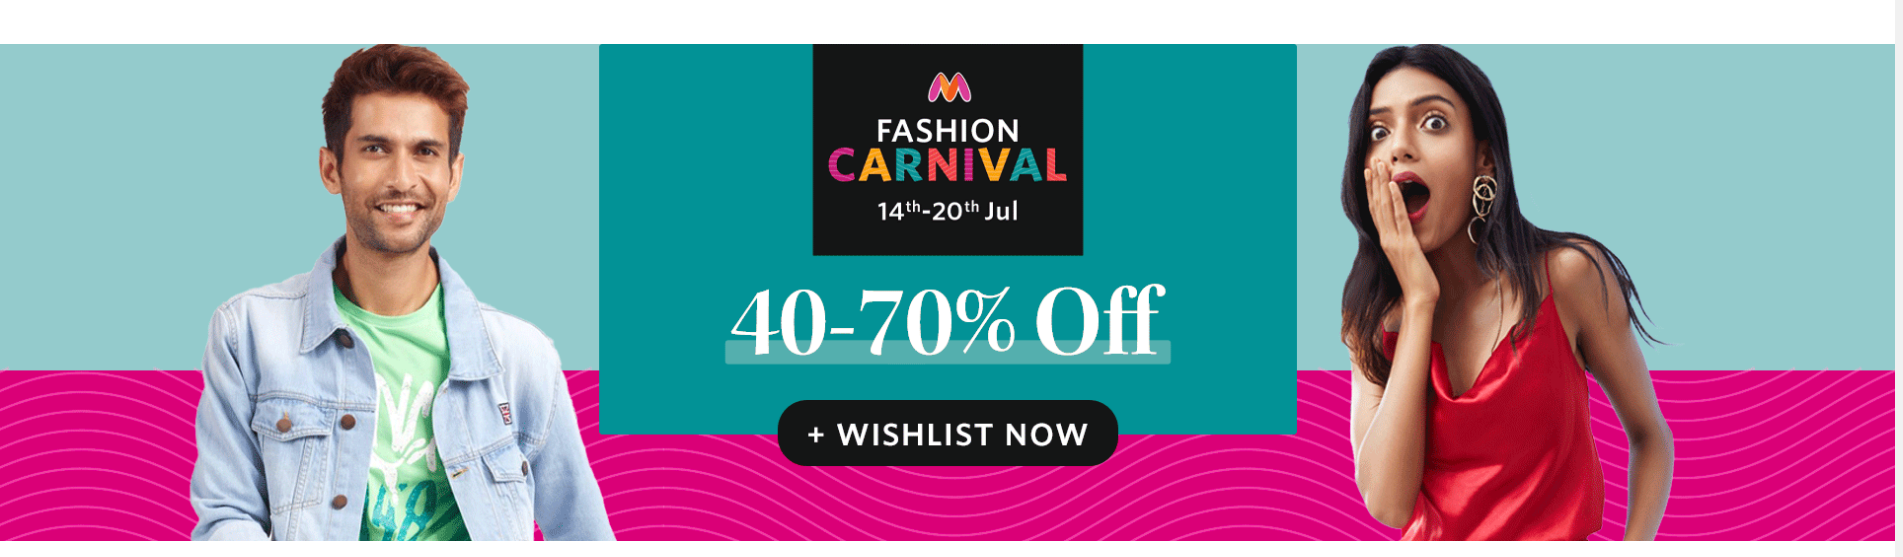 FASHION
CARNIVAL
14th-20th Jul
40-70% Off
+ WISHLIST NOW